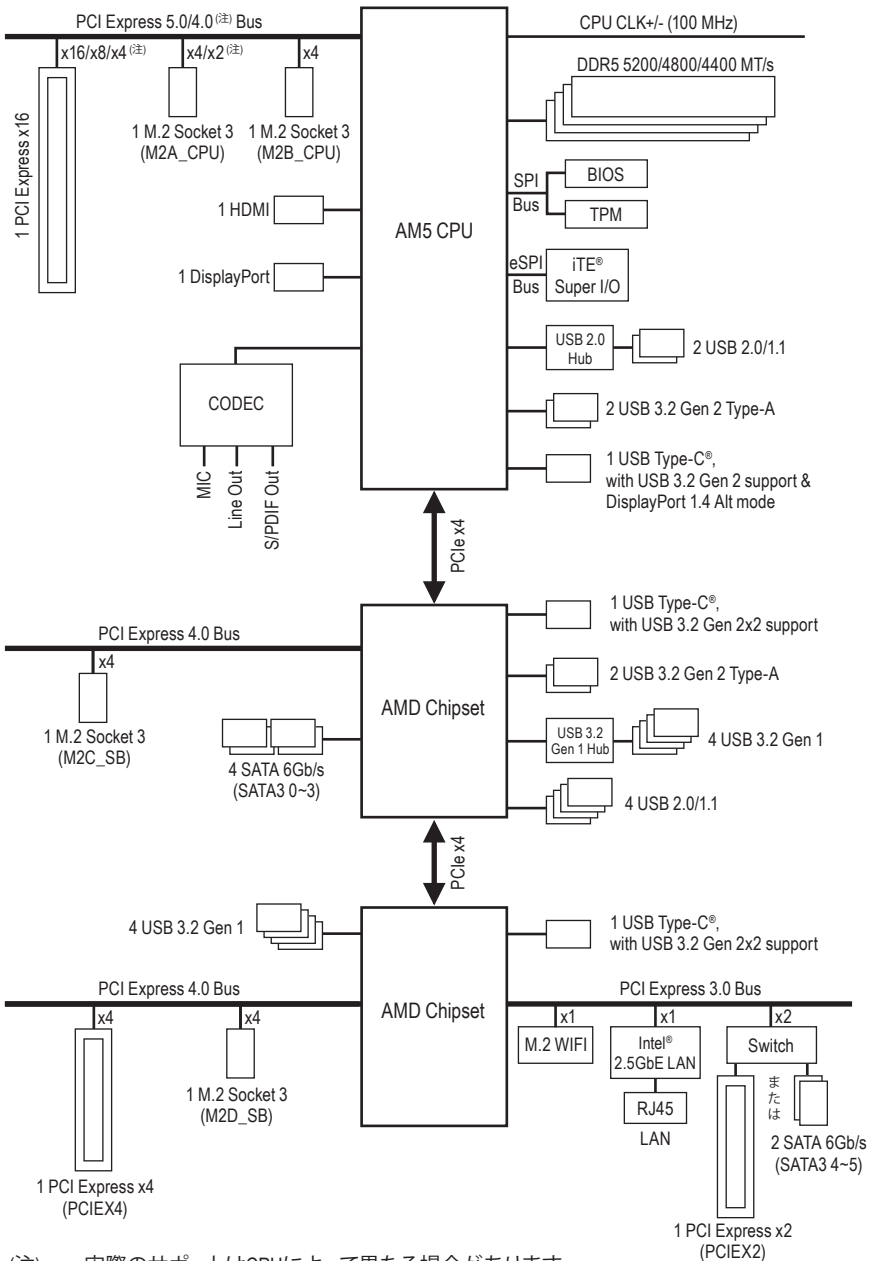 PCI Express 5.0/4.0 (注) Bus
x16/x8/x4 (注)
x4/x2 (注)
x4
1 PCI Express x16
1 M.2 Socket 3
(M2A_CPU)
1 M.2 Socket 3
(M2B_CPU)
CPU CLK+/- (100 MHz)
DDR5 5200/4800/4400 MT/s
AM5 CPU
SPI
Bus
BIOS
TPM
1 HDMI
1 DisplayPort
eSPI
Bus
iTE®
Super I/O
USB 2.0
Hub
2 USB 2.0/1.1
CODEC
MIC
Line Out
S/PDIF Out
2 USB 3.2 Gen 2 Type-A
1 USB Type-C®,
with USB 3.2 Gen 2 support &
DisplayPort 1.4 Alt mode
PCIe x4
PCI Express 4.0 Bus
x4
1 M.2 Socket 3
(M2C_SB)
4 SATA 6Gb/s
(SATA3 0~3)
AMD Chipset
1 USB Type-C®,
with USB 3.2 Gen 2x2 support
2 USB 3.2 Gen 2 Type-A
USB 3.2
Gen 1 Hub
4 USB 3.2 Gen 1
4 USB 2.0/1.1
PCIe x4
4 USB 3.2 Gen 1
AMD Chipset
1 USB Type-C®,
with USB 3.2 Gen 2x2 support
PCI Express 4.0 Bus
x4
x4
1 PCI Express x4
(PCIEX4)
1 M.2 Socket 3
(M2D_SB)
PCI Express 3.0 Bus
x1
x1
x2
M.2 WIFI
Intel®
2.5GbE LAN
RJ45
LAN
Switch
または
2 SATA 6Gb/s
(SATA3 4~5)
1 PCI Express x2
(PCIEX2)
(注) 実際のサポートはCPUによって異なる場合があります